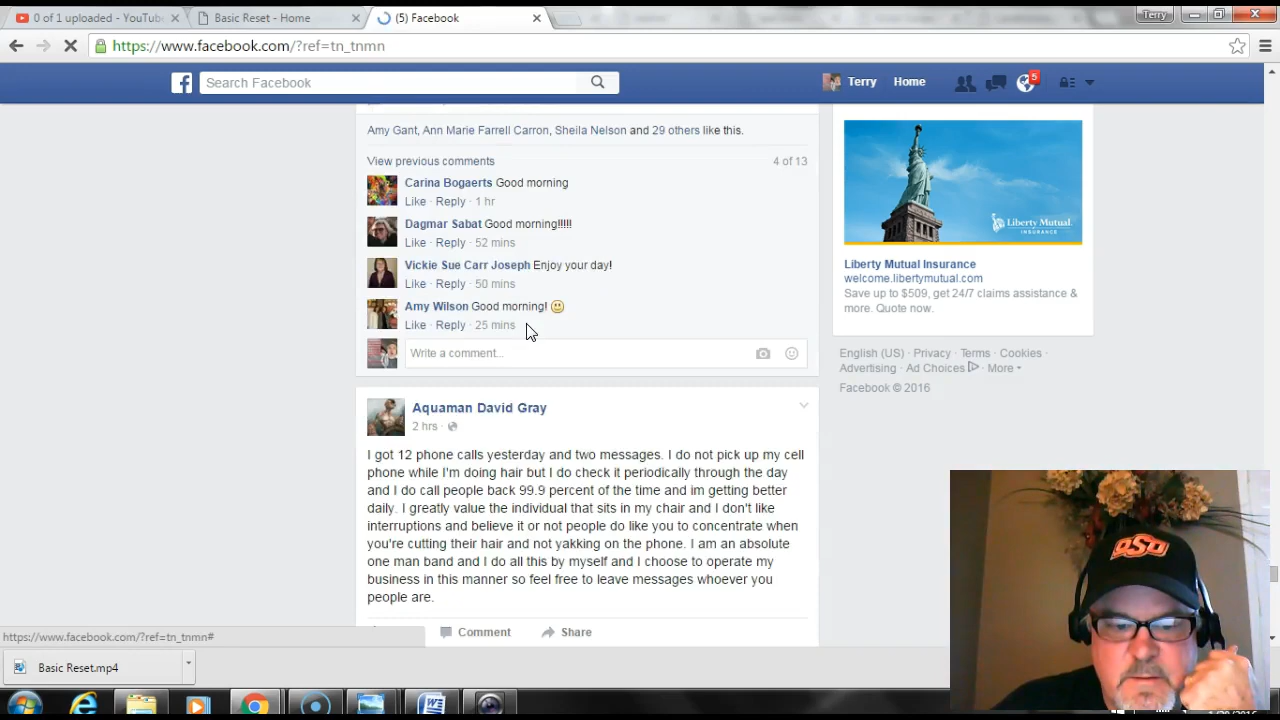 0 of 1 uploaded - YouTube
Basic Reset - Home
(5) Facebook
Terry
https://www.facebook.com/?ref=tn_tnmn
Search Facebook
Terry
Home
5
Amy Gant, Ann Marie Farrell Carron, Sheila Nelson and 29 others like this.
View previous comments
4 of 13
Carina Bogaerts Good morning
Like · Reply · 1 hr
Dagmar Sabat Good morning!!!!!
Like · Reply · 52 mins
Vickie Sue Carr Joseph Enjoy your day!
Like · Reply · 50 mins
Amy Wilson Good morning!
Like · Reply · 25 mins
Write a comment...
Liberty Mutual.
INSURANCE
Liberty Mutual Insurance
welcome.libertymutual.com
Save up to $509, get 24/7 claims assistance &
more. Quote now.
English (US) · Privacy · Terms · Cookies ·
Advertising · Ad Choices · More
Facebook © 2016
Aquaman David Gray
2 hrs ·
I got 12 phone calls yesterday and two messages. I do not pick up my cell
phone while I'm doing hair but I do check it periodically through the day
and I do call people back 99.9 percent of the time and im getting better
daily. I greatly value the individual that sits in my chair and I don't like
interruptions and believe it or not people do like you to concentrate when
you're cutting their hair and not yakking on the phone. I am an absolute
one man band and I do all this by myself and I choose to operate my
business in this manner so feel free to leave messages whoever you
people are.
Comment
Share
https://www.facebook.com/?ref=tn_tnmn#
Basic Reset.mp4
OSU